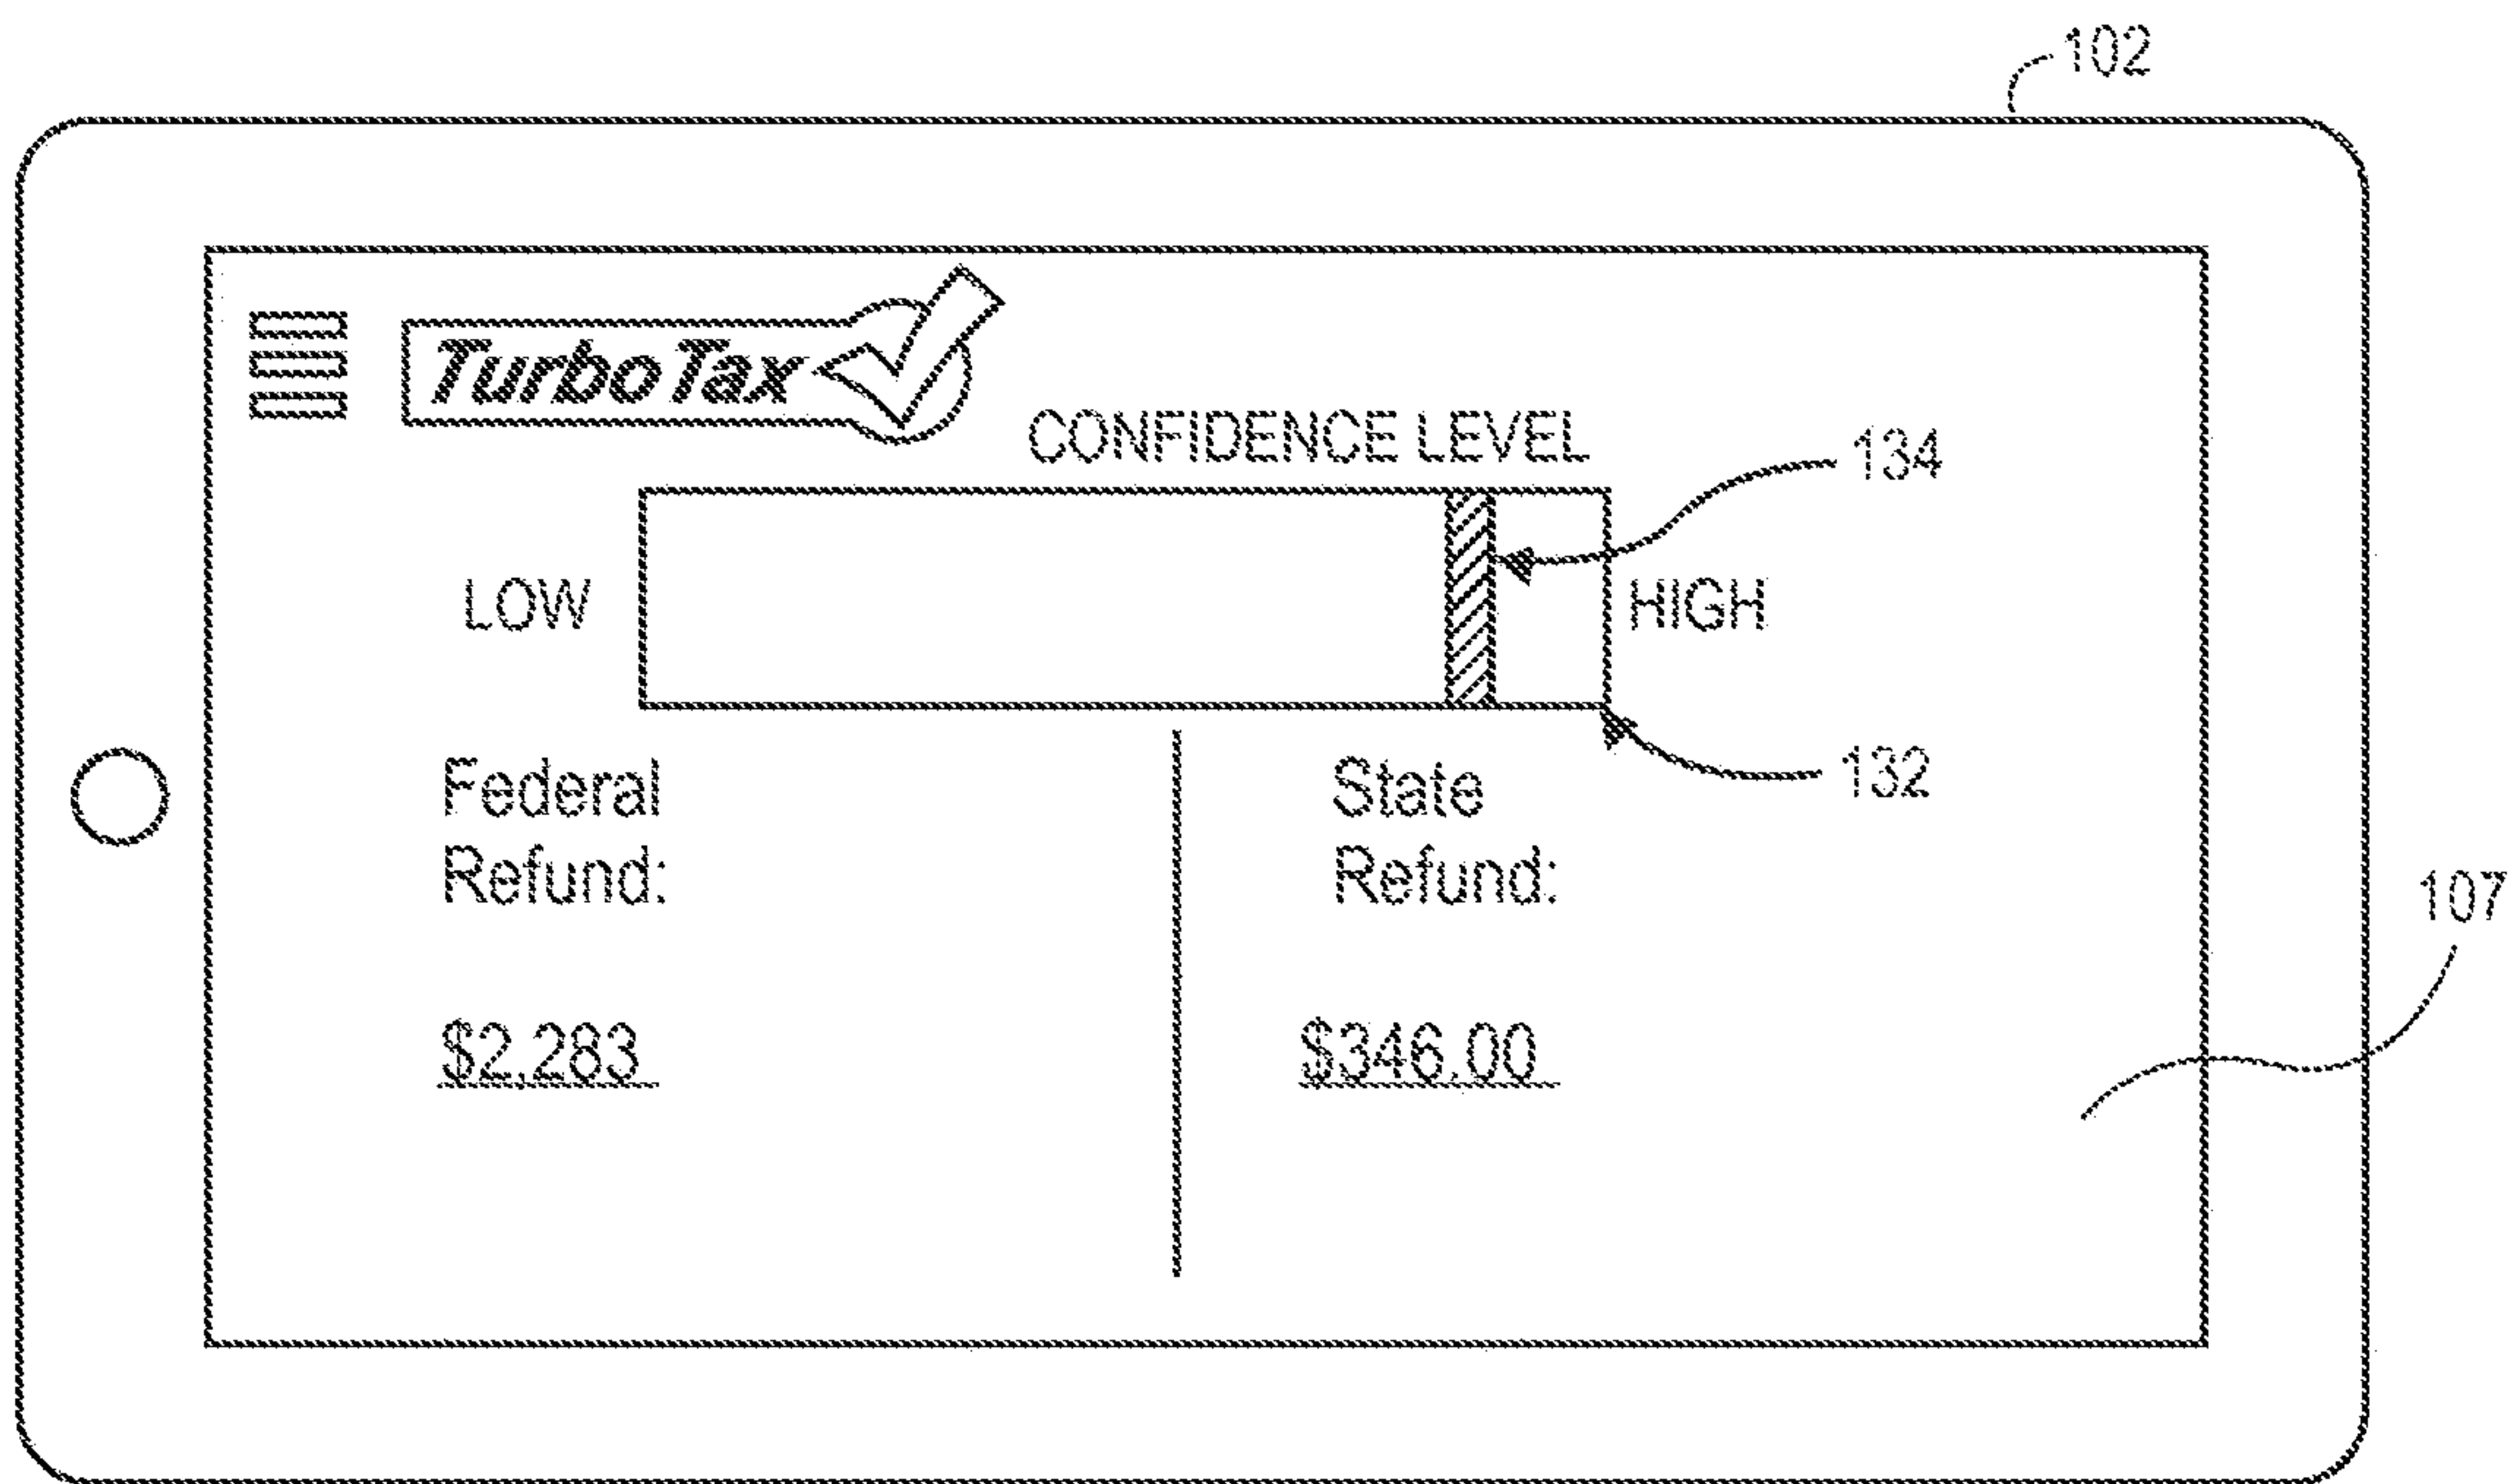 102
TurboTax
CONFIDENCE LEVEL
134
LOW
HIGH
132
Federal
Refund:
State
Refund:
107
$2.283
$346.00